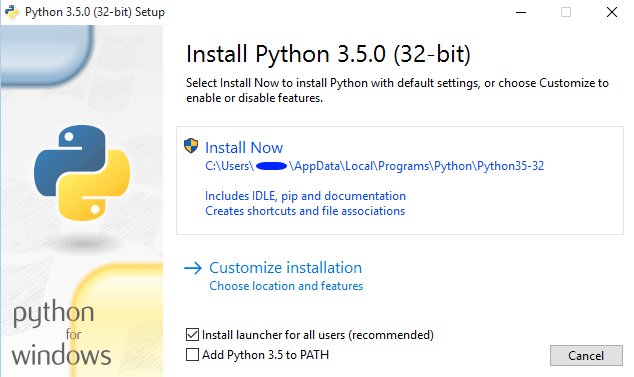 Python 3.5.0 (32-bit) Setup
Install Python 3.5.0 (32-bit)
Select Install Now to install Python with default settings, or choose Customize to
enable or disable features.
Install Now
C:\Users\ \AppData\Local\Programs\Python\Python35-32
Includes IDLE, pip and documentation
Creates shortcuts and file associations
Customize installation
Choose location and features
Install launcher for all users (recommended)
Add Python 3.5 to PATH
python
for
windows
Cancel